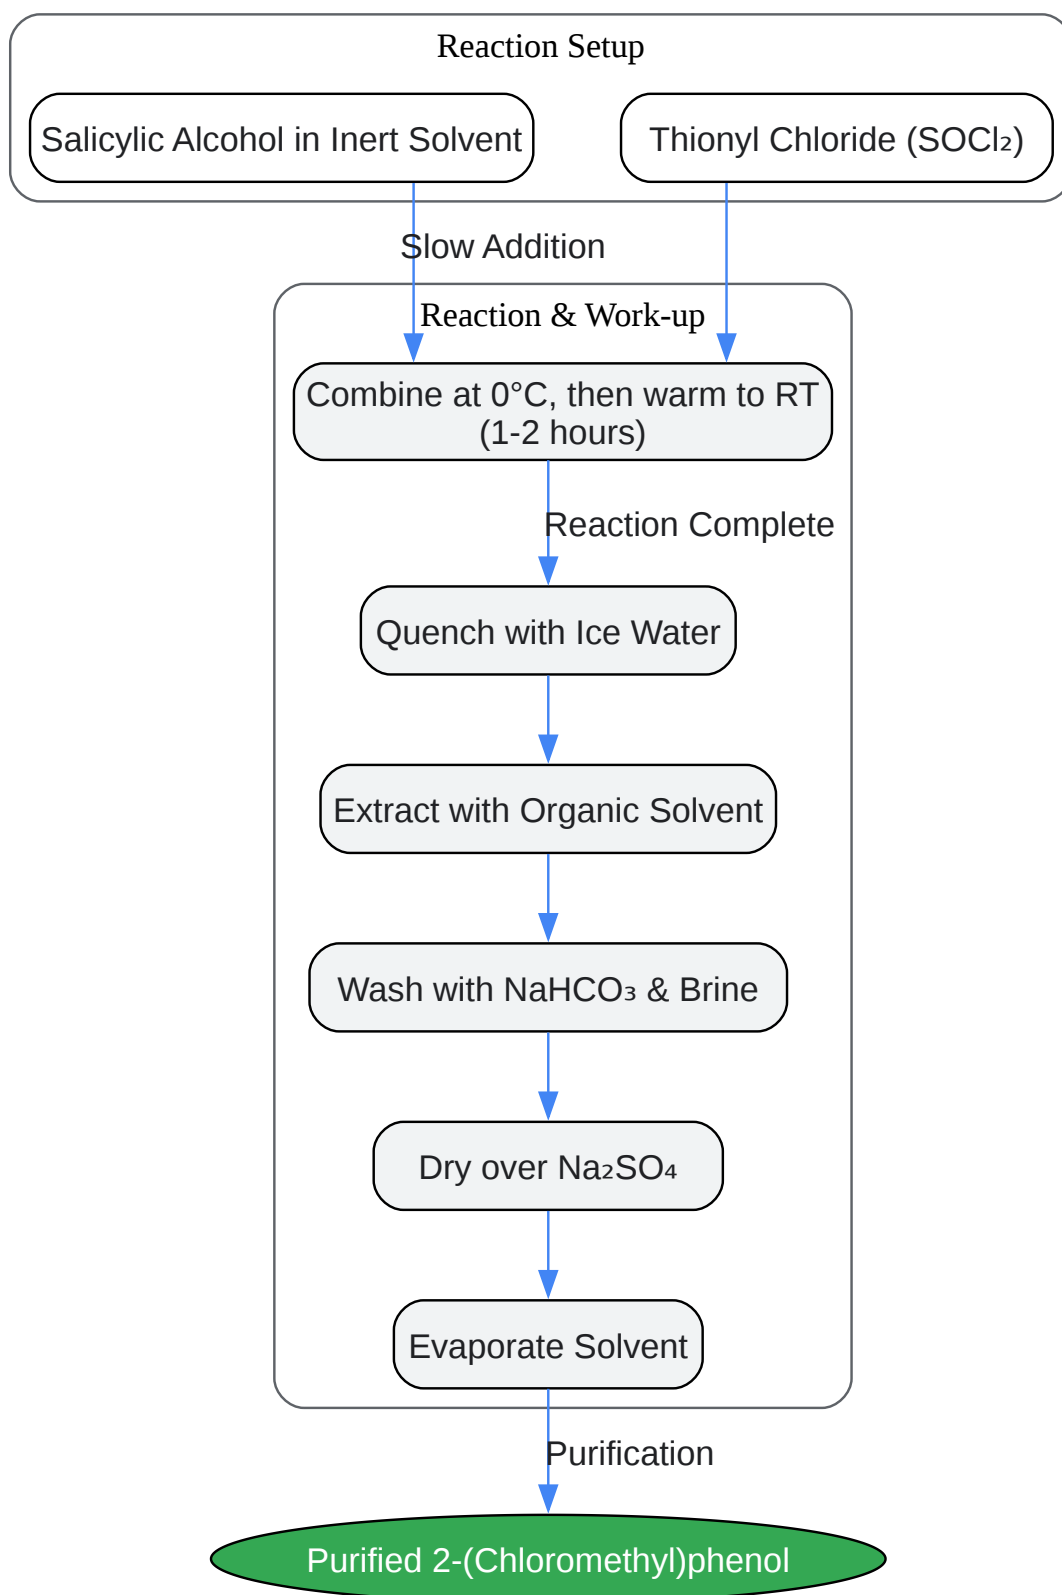 Reaction Setup
Salicylic Alcohol in Inert Solvent
Thionyl Chloride (SOCl₂)
Slow Addition
Reaction & Work-up
Combine at 0°C, then warm to RT
(1-2 hours)
Reaction Complete
Quench with Ice Water
Extract with Organic Solvent
Wash with NaHCO₃ & Brine
Dry over Na₂SO₄
Evaporate Solvent
Purification
Purified 2-(Chloromethyl)phenol